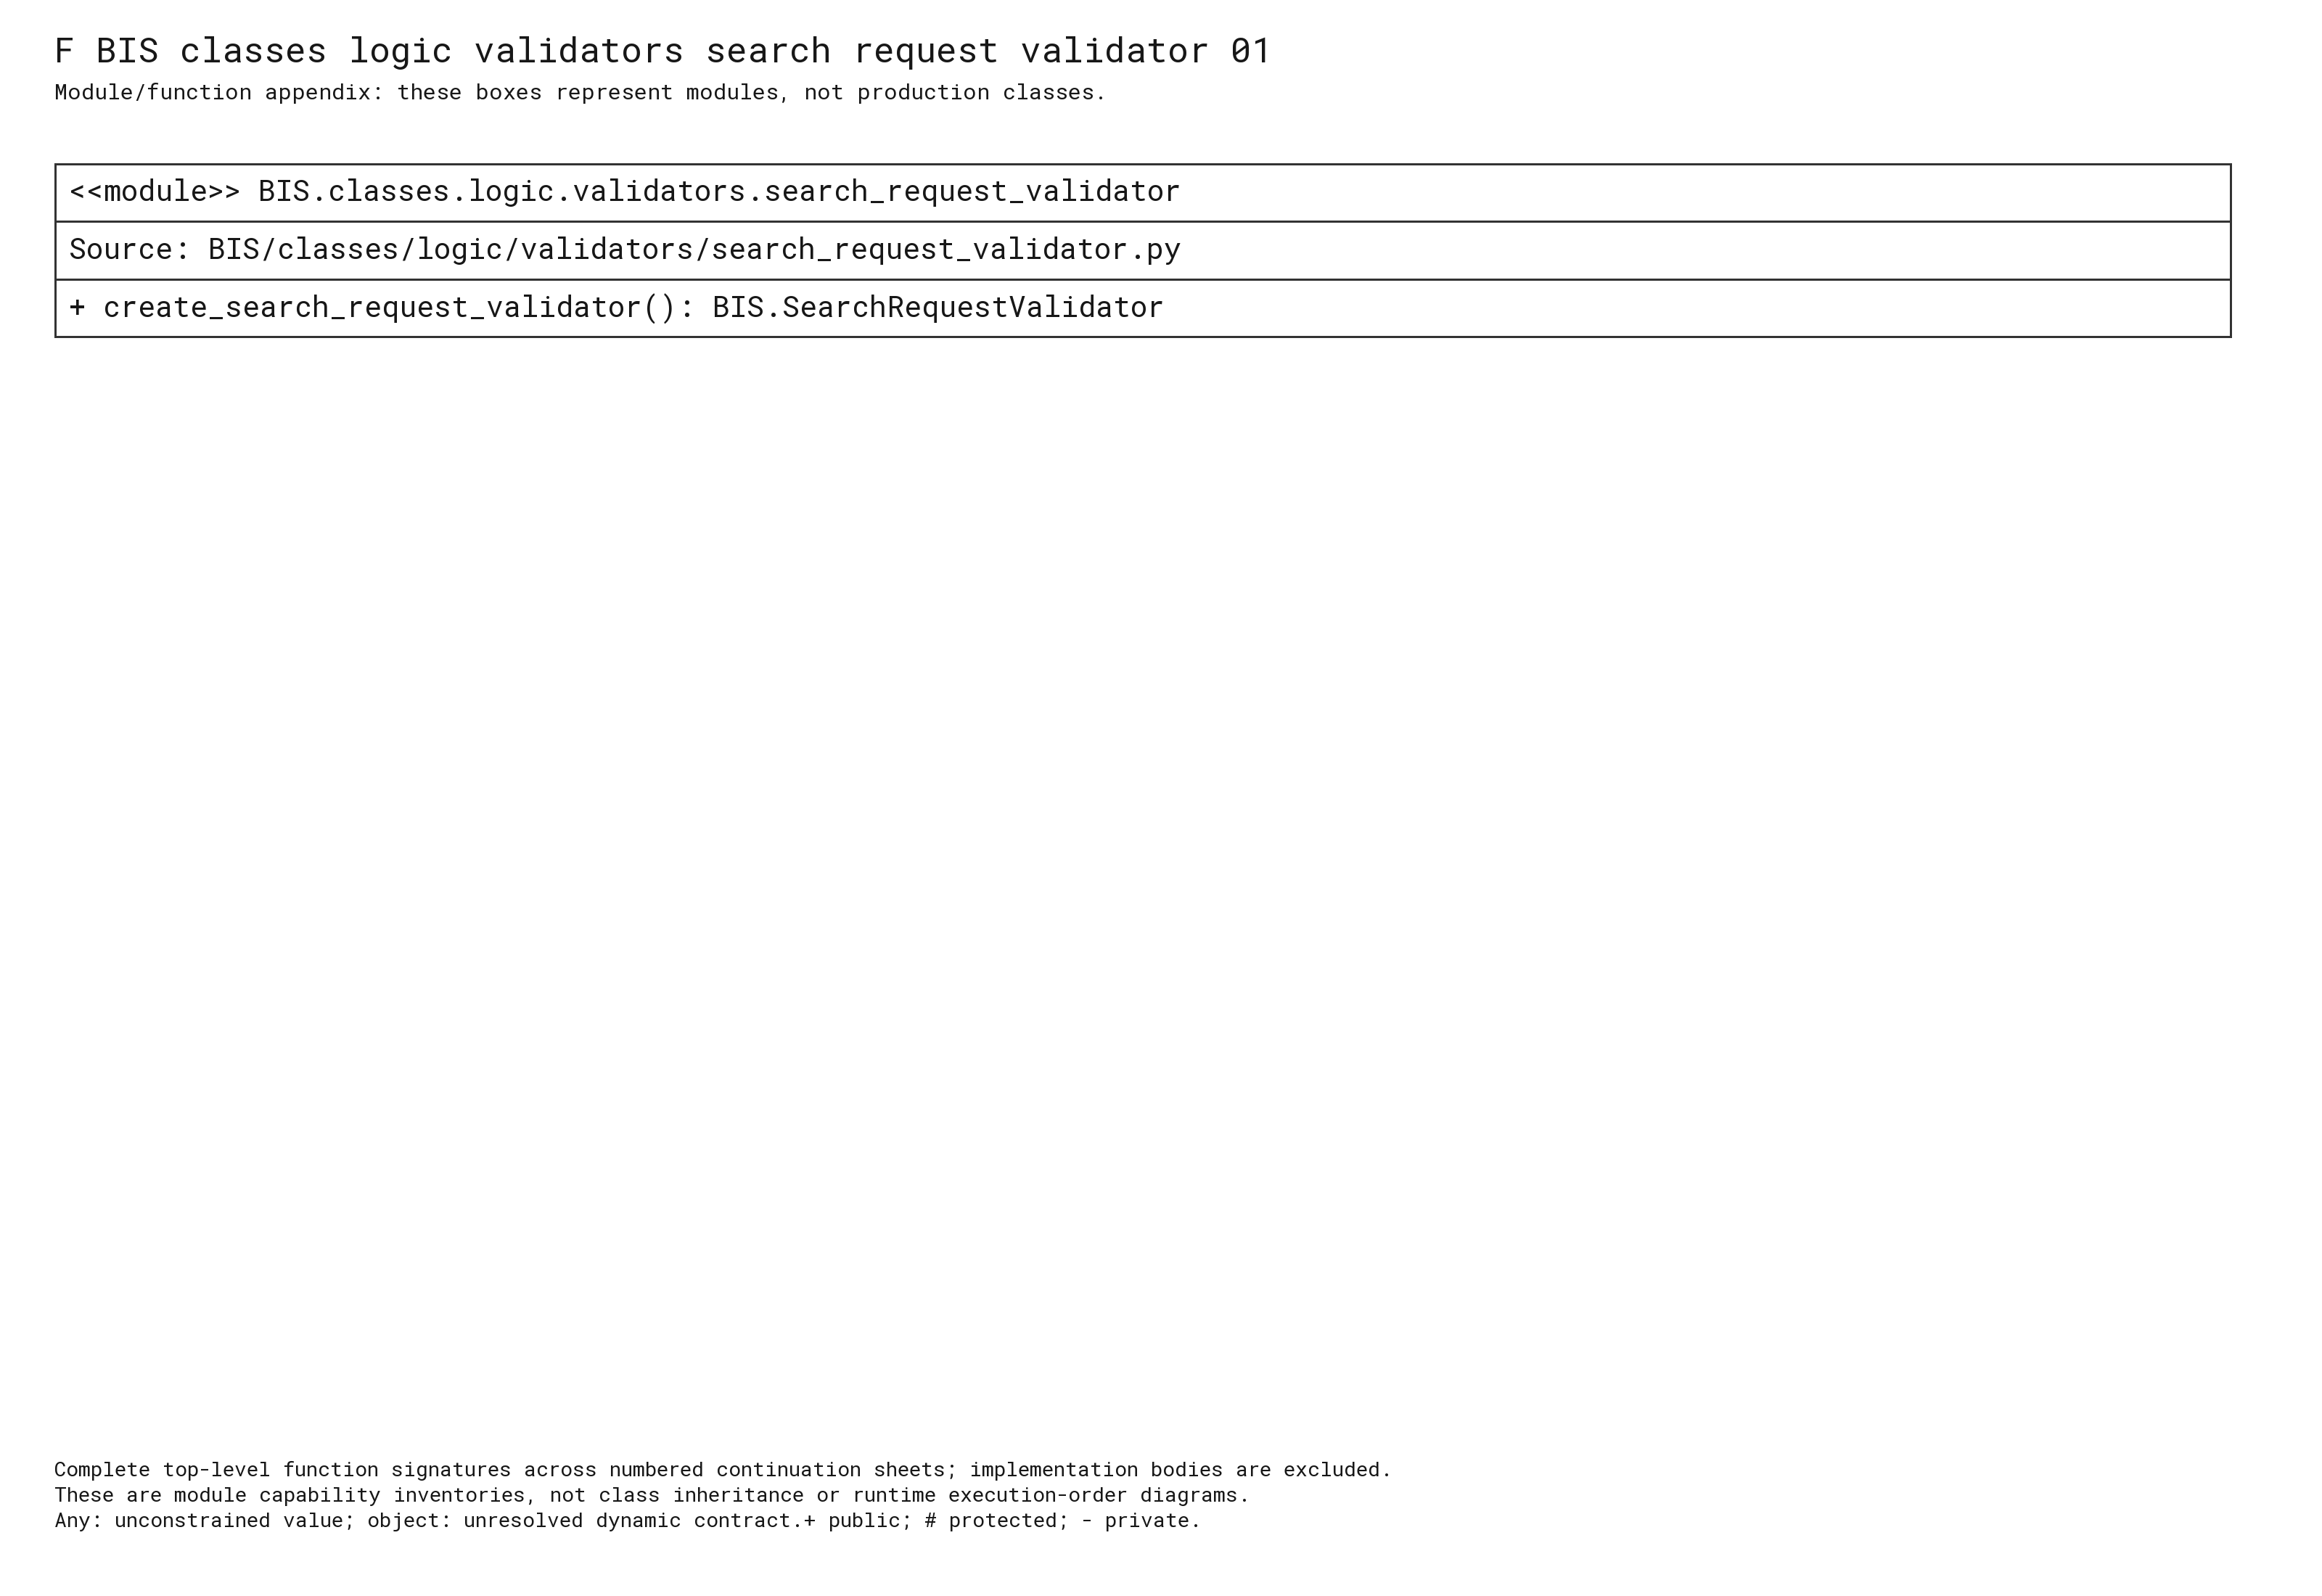 F BIS classes logic validators search request validator 01
Module/function appendix: these boxes represent modules, not production classes.
<<module>> BIS.classes.logic.validators.search_request_validator
Source: BIS/classes/logic/validators/search_request_validator.py
+ create_search_request_validator(): BIS.SearchRequestValidator
Complete top-level function signatures across numbered continuation sheets; implementation bodies are excluded.
These are module capability inventories, not class inheritance or runtime execution-order diagrams.
Any: unconstrained value; object: unresolved dynamic contract.+ public; # protected; - private.